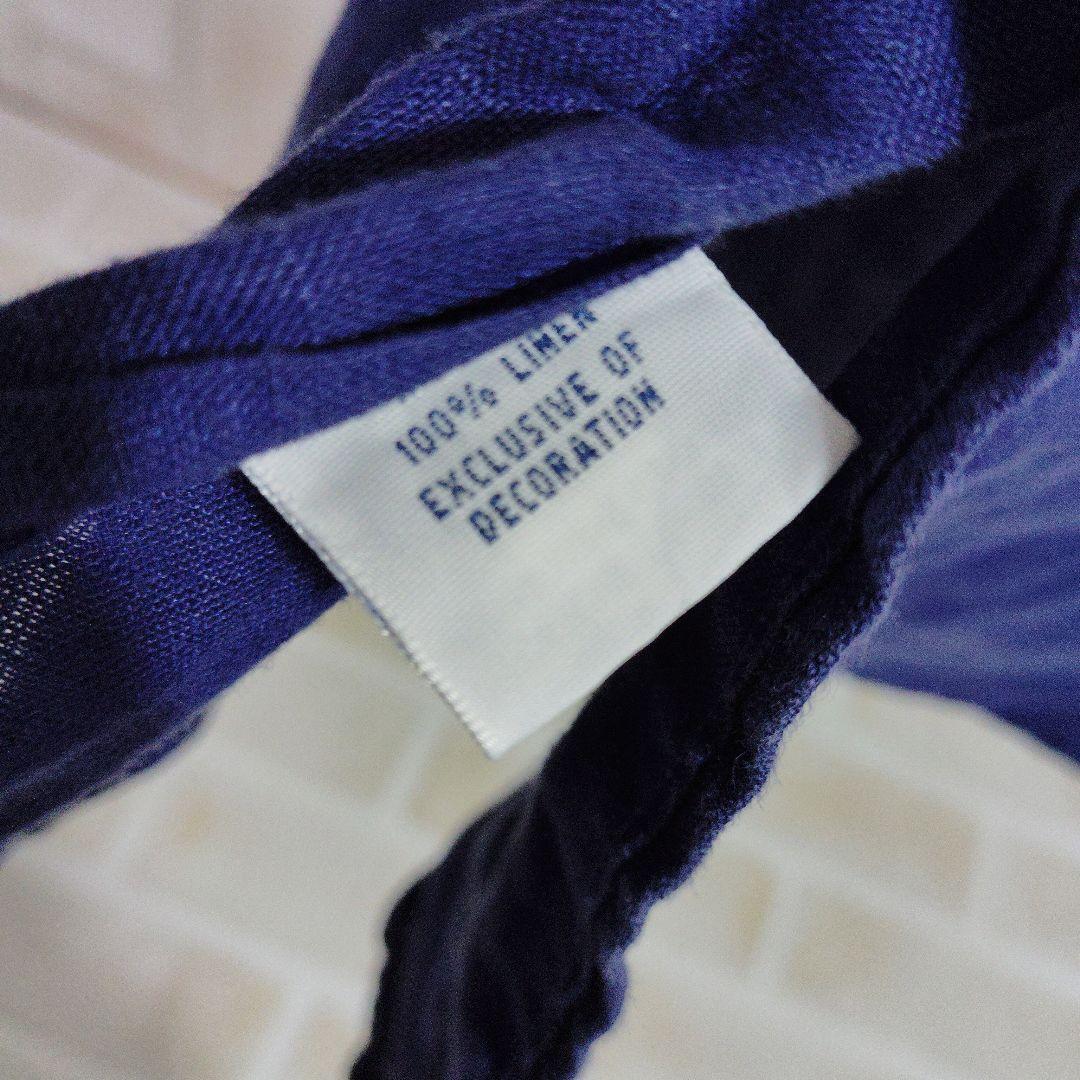 100% LINEN
EXCLUSIVE OF
DECORATION